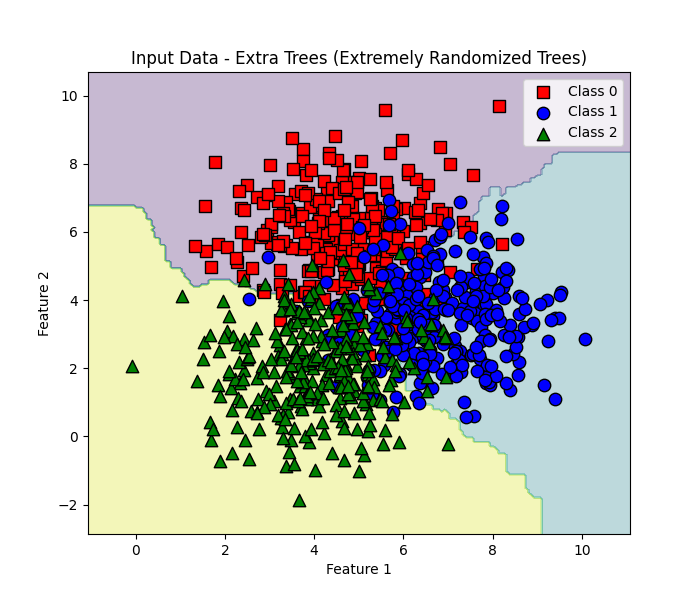 Input Data - Extra Trees (Extremely Randomized Trees)
Class 0
Class 1
Class 2
10
8
6
4
2
0
−2
Feature 2
0
2
4
6
8
10
Feature 1